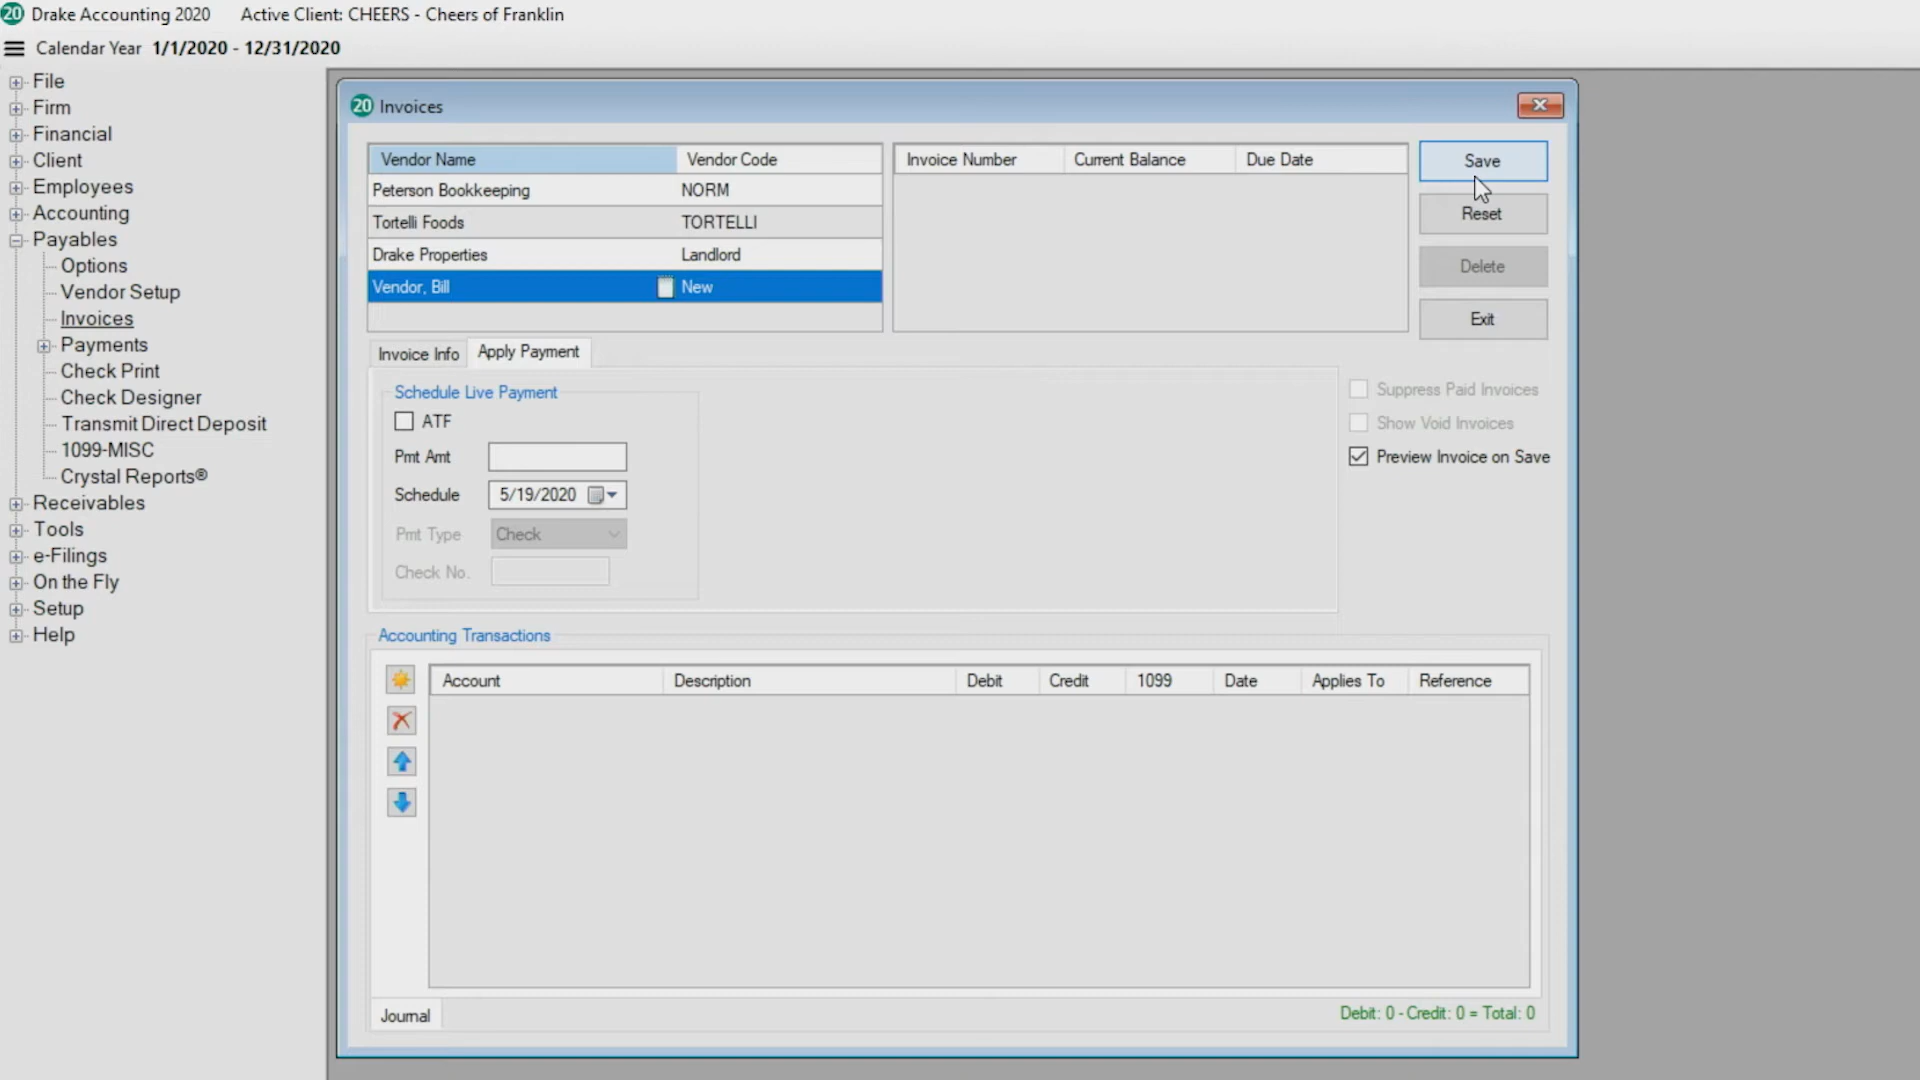 20 Drake Accounting 2020 Active Client: CHEERS - Cheers of Franklin
Calendar Year 1/1/2020 - 12/31/2020
File
Firm
Financial
Client
Employees
Accounting
Payables
Options
Vendor Setup
Invoices
Payments
Check Print
Check Designer
Transmit Direct Deposit
1099-MISC
Crystal Reports®
Receivables
Tools
e-Filings
On the Fly
Setup
Help
20 Invoices
Vendor Name Vendor Code
Peterson Bookkeeping NORM
Tortelli Foods TORTELLI
Drake Properties Landlord
Vendor, Bill New
Invoice Number Current Balance Due Date
Save
Reset
Delete
Exit
Invoice Info Apply Payment
Schedule Live Payment
ATF
Pmt Amt
Schedule 5/19/2020
Pmt Type Check
Check No.
Suppress Paid Invoices
Show Void Invoices
Preview Invoice on Save
Accounting Transactions
Account Description Debit Credit 1099 Date Applies To Reference
Journal
Debit: 0 - Credit: 0 = Total: 0